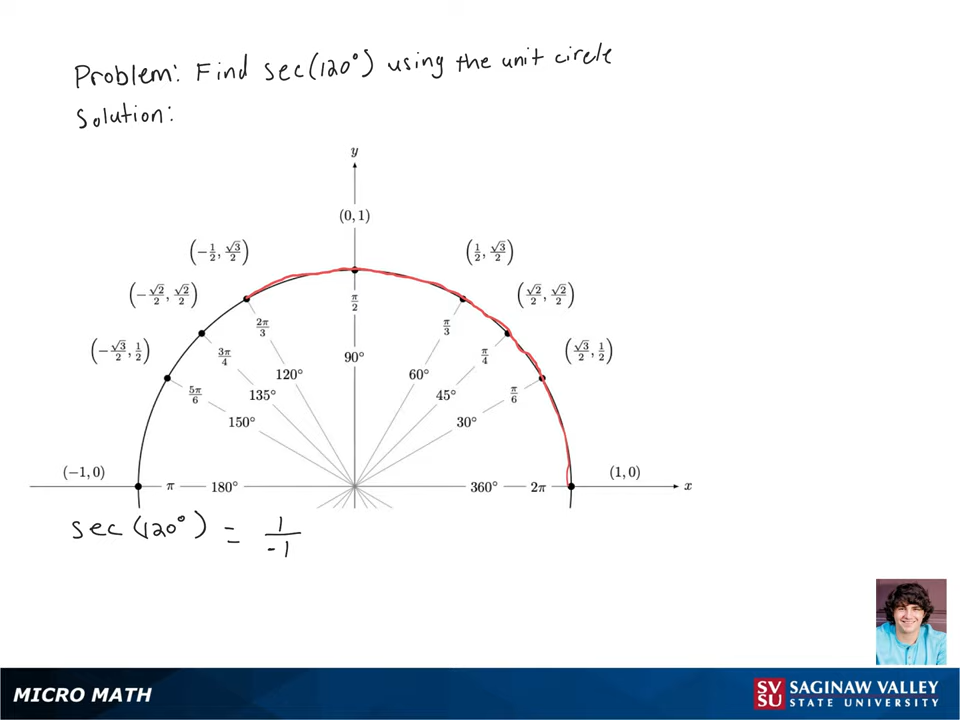 Problem: Find sec(120°) using the unit circle
Solution:
y
(0, 1)
(-1/2, √3/2) (1/2, √3/2)
(-√2/2, √2/2) (√2/2, √2/2)
(-√3/2, 1/2) (√3/2, 1/2)
π/2
2π/3 π/3
3π/4 π/4
90°
120° 60°
5π/6 π/6
135° 45°
150° 30°
(-1, 0) (1, 0)
π 180° 360° 2π x
sec(120°) = 1/-1
MICRO MATH
SV SU SAGINAW VALLEY
STATE UNIVERSITY